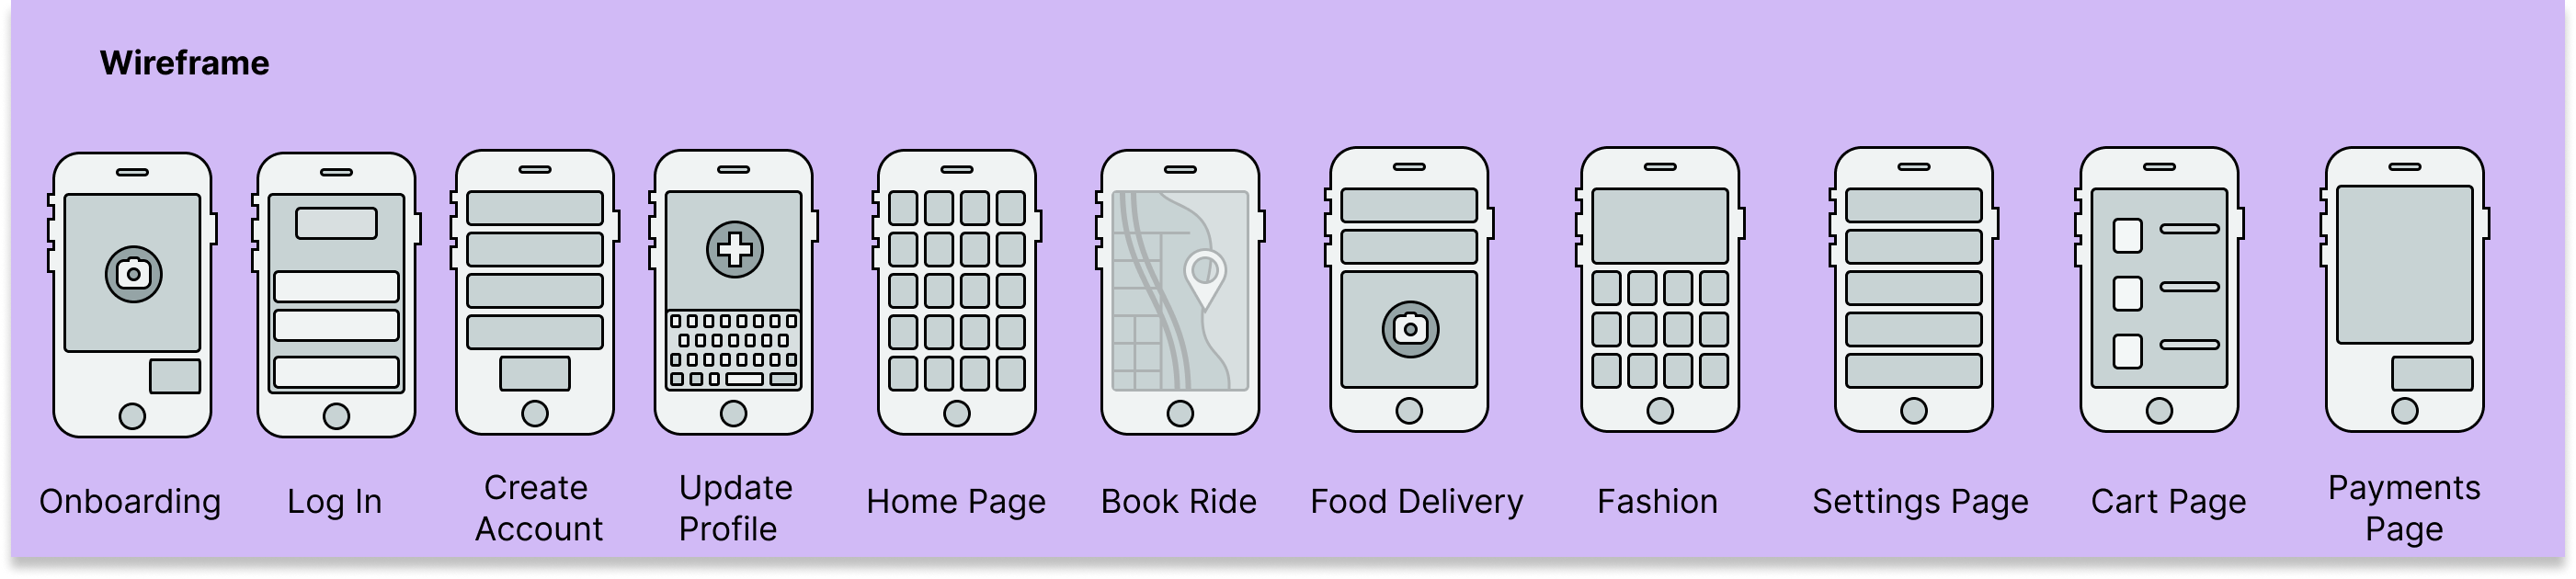 Wireframe
Onboarding
Log In
Create
Account
Update
Profile
Home Page
Book Ride
Food Delivery
Fashion
Settings Page
Cart Page
Payments
Page